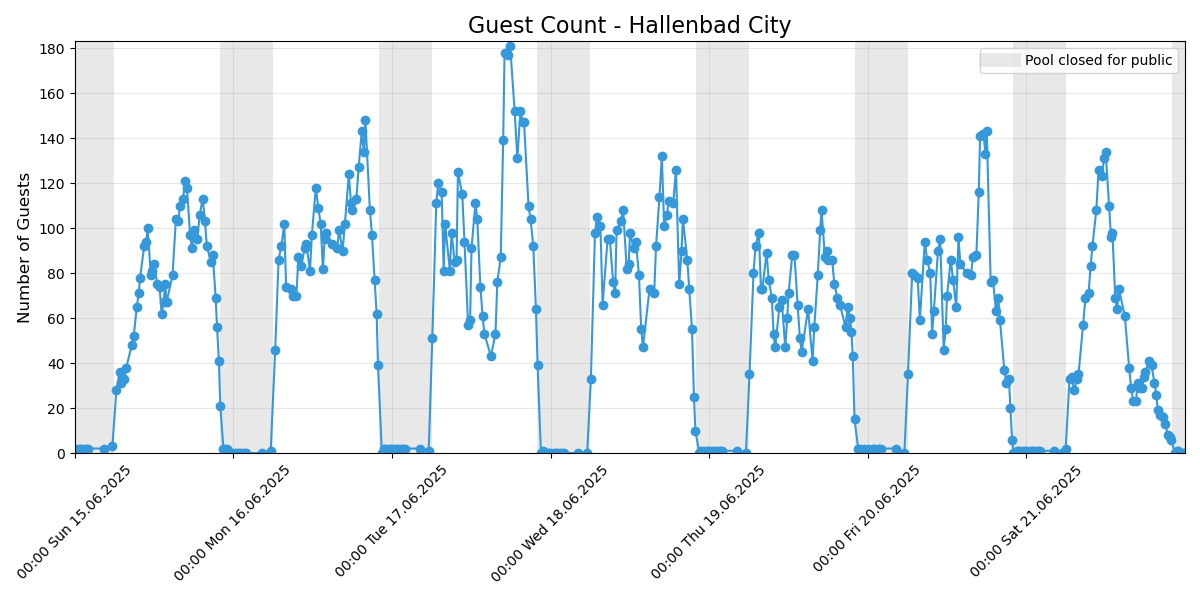 Guest Count - Hallenbad City
Number of Guests
180
160
140
120
100
80
60
40
20
0
Pool closed for public
00:00 Sun 15.06.2025
00:00 Mon 16.06.2025
00:00 Tue 17.06.2025
00:00 Wed 18.06.2025
00:00 Thu 19.06.2025
00:00 Fri 20.06.2025
00:00 Sat 21.06.2025